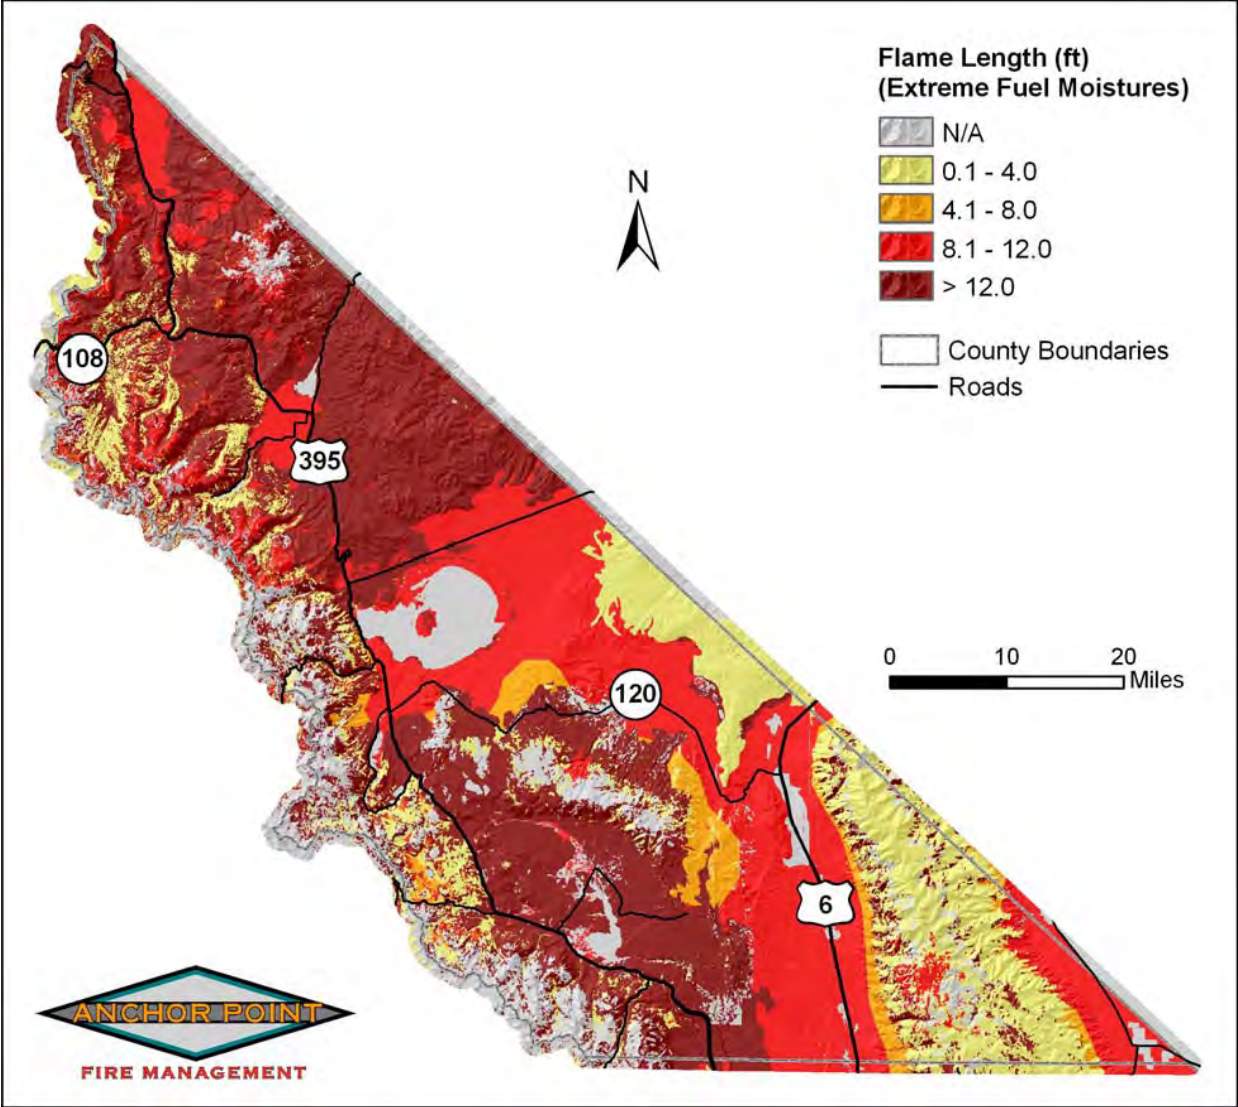 Flame Length (ft)
(Extreme Fuel Moistures)
N/A
0.1 - 4.0
4.1 - 8.0
8.1 - 12.0
> 12.0
County Boundaries
Roads
N
108
395
120
0 10 20
Miles
6
ANCHOR POINT
FIRE MANAGEMENT